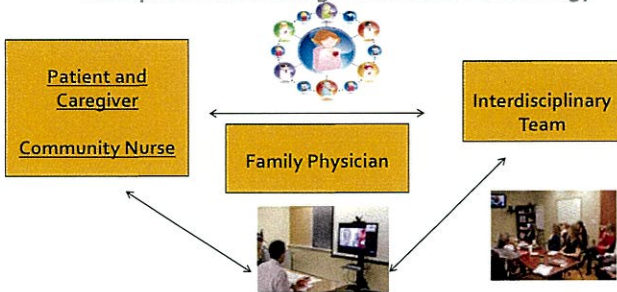 Patient and
Caregiver
Community Nurse
Family Physician
Interdisciplinary
Team